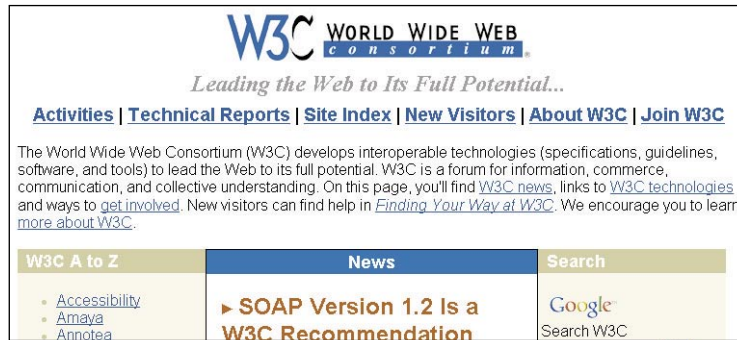 W3C WORLD WIDE WEB
consortium
Leading the Web to Its Full Potential...
Activities | Technical Reports | Site Index | New Visitors | About W3C | Join W3C
The World Wide Web Consortium (W3C) develops interoperable technologies (specifications, guidelines,
software, and tools) to lead the Web to its full potential. W3C is a forum for information, commerce,
communication, and collective understanding. On this page, you'll find W3C news, links to W3C technologies
and ways to get involved. New visitors can find help in Finding Your Way at W3C. We encourage you to learn
more about W3C.
W3C A to Z
• Accessibility
• Amaya
• Annotea
News
▸ SOAP Version 1.2 Is a
W3C Recommendation
Search
Google
Search W3C